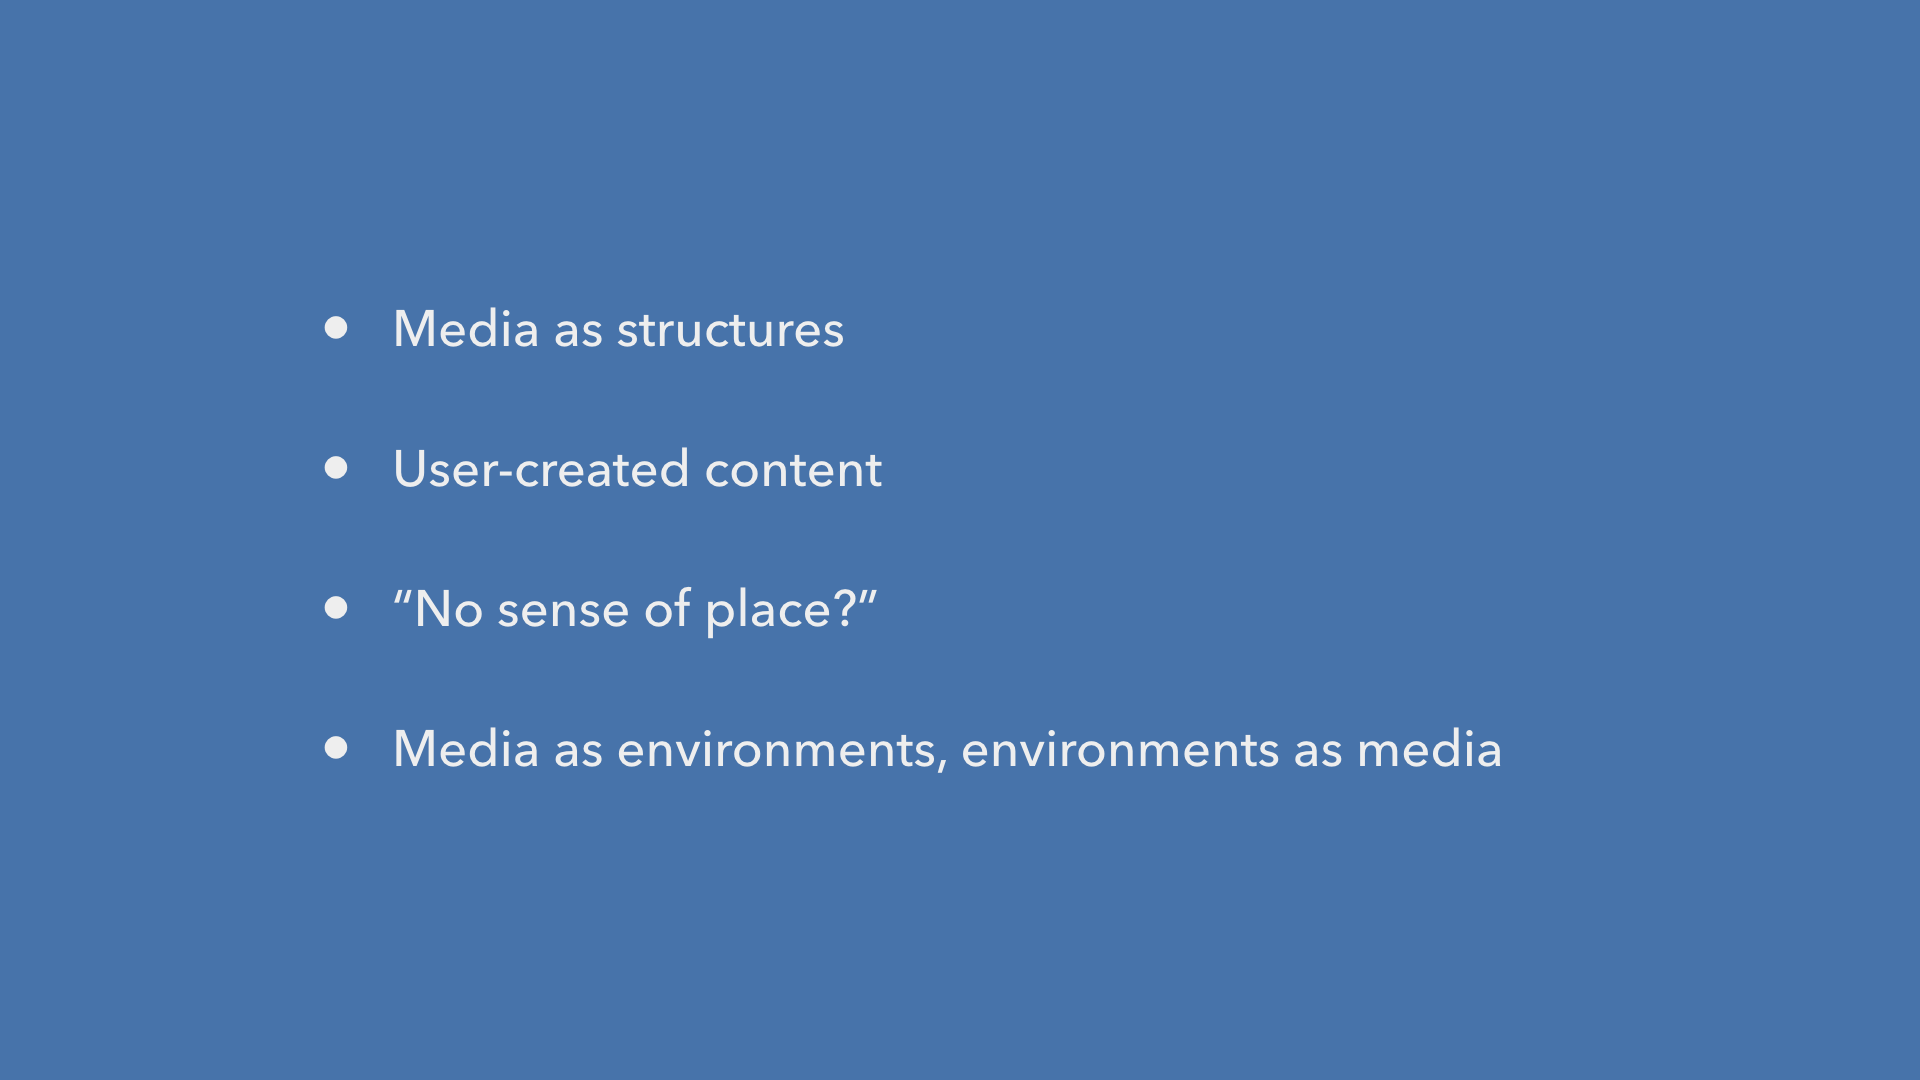 • Media as structures
• User-created content
• “No sense of place?”
• Media as environments, environments as media